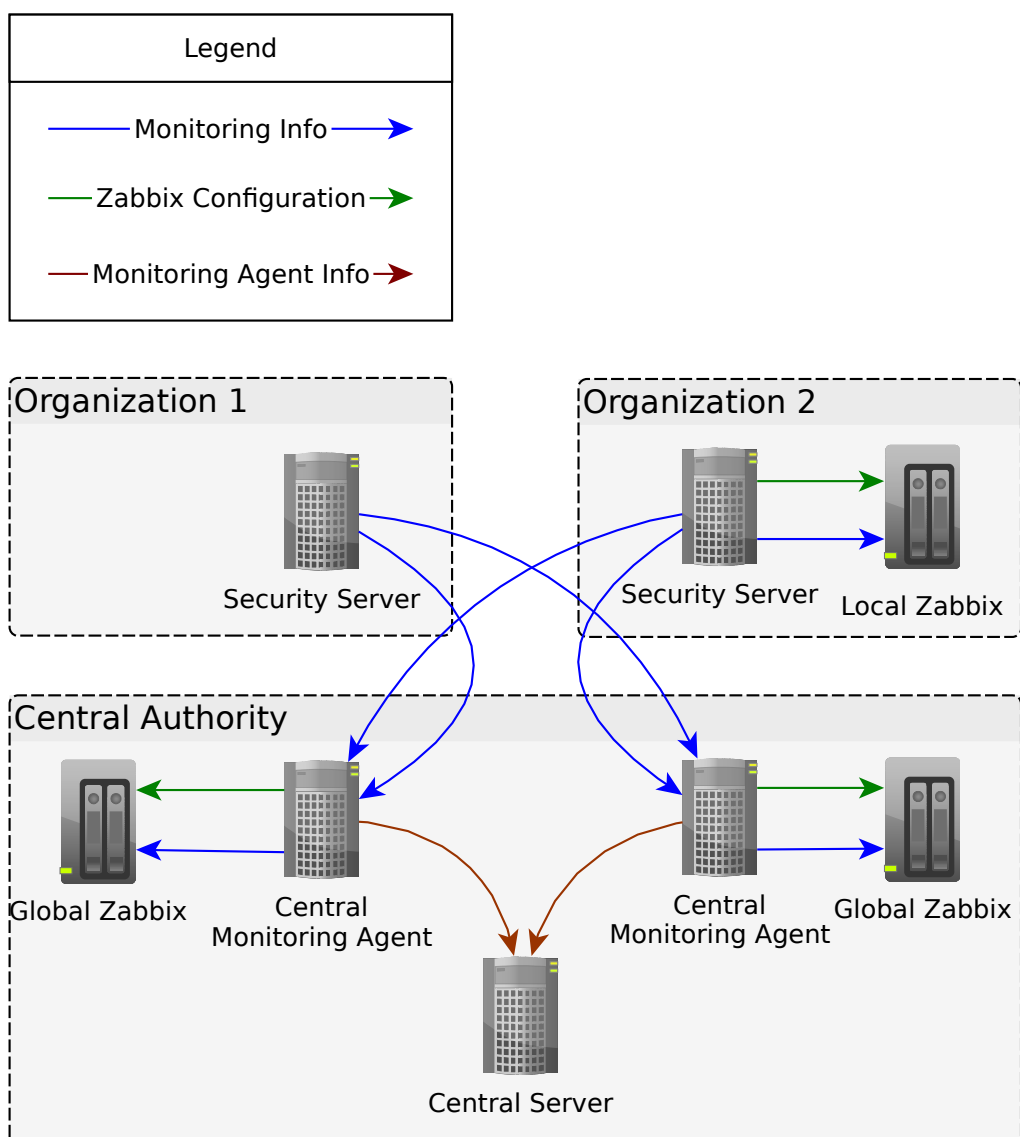 Legend
Monitoring Info
Zabbix Configuration
Monitoring Agent Info
Organization 1
Security Server
Organization 2
Security Server
Local Zabbix
Central Authority
Global Zabbix
Central
Monitoring Agent
Central
Monitoring Agent
Global Zabbix
Central Server